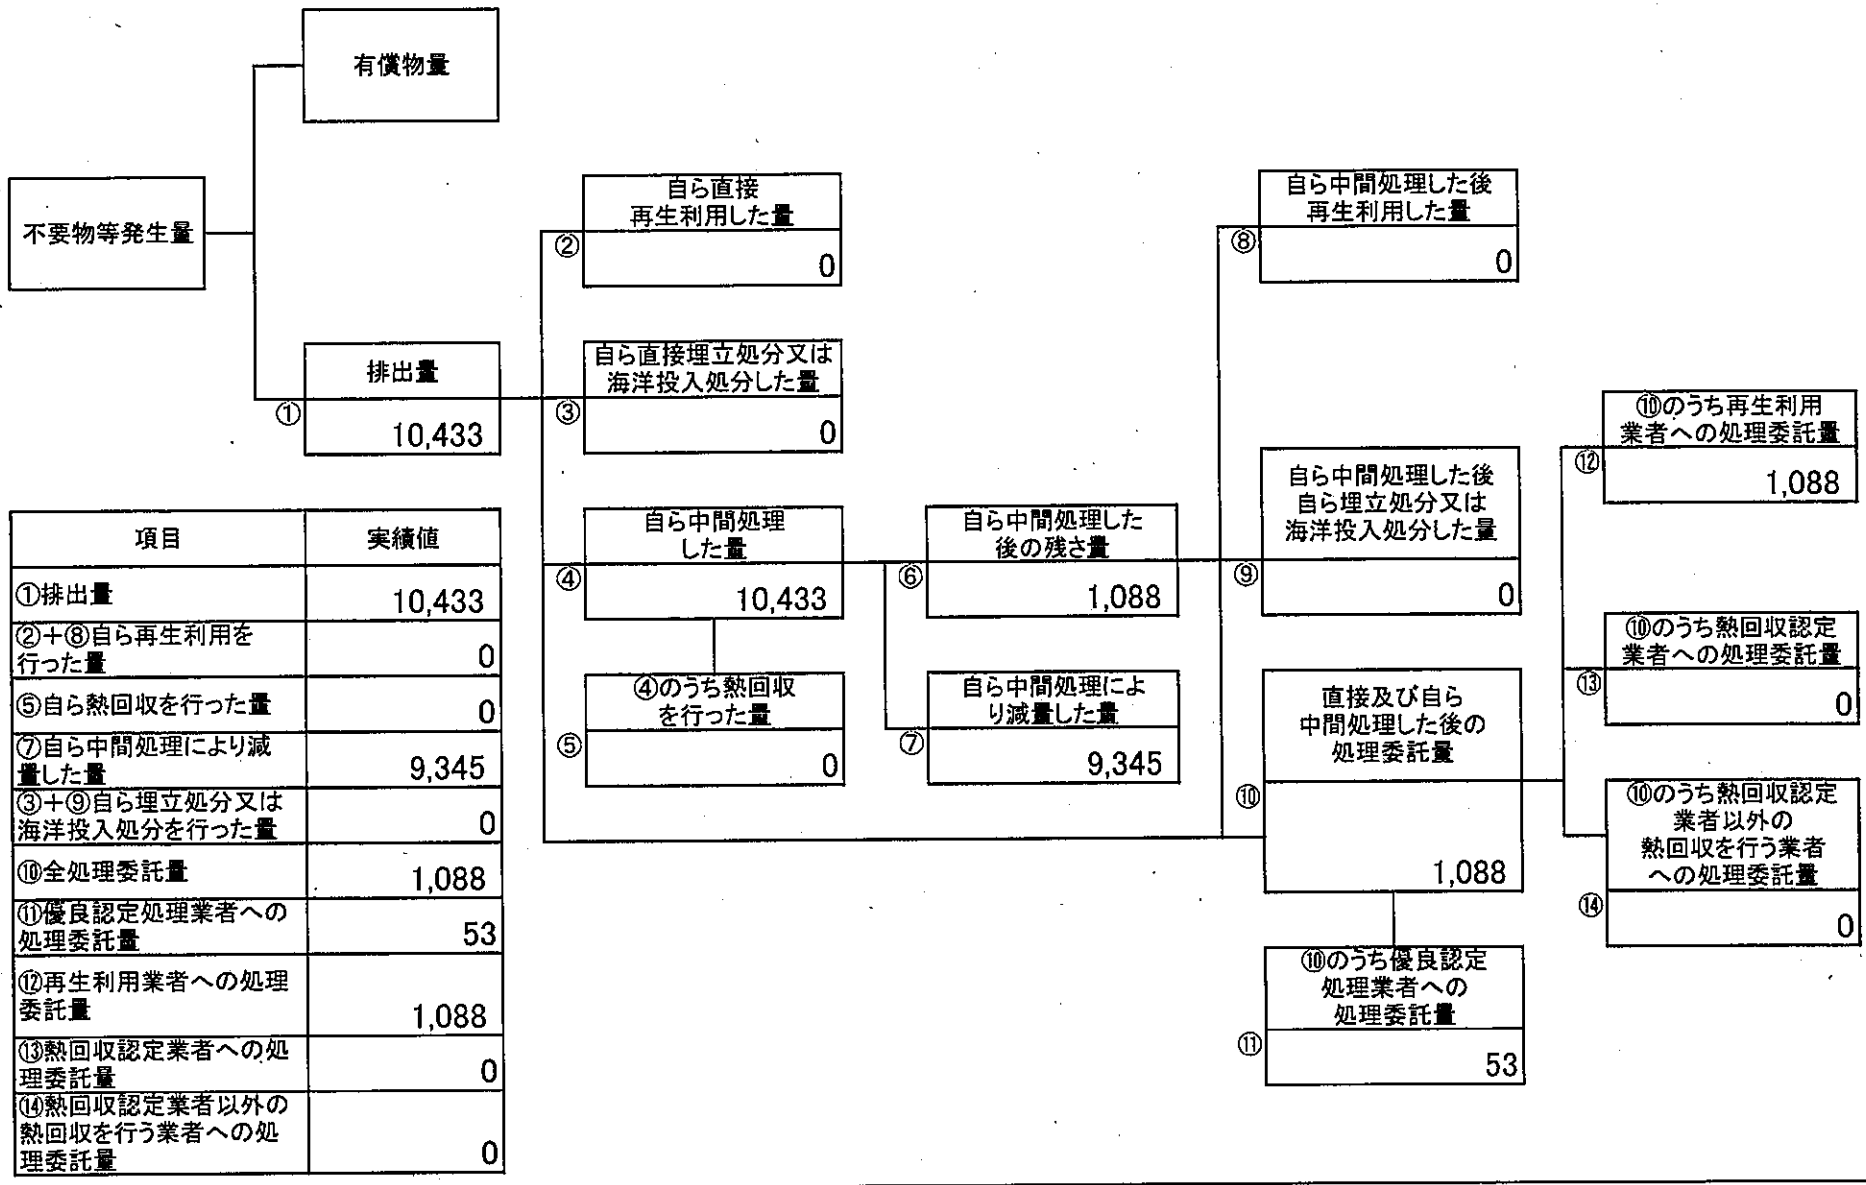 有償物量
不要物等発生量
排出量
①
10,433
自ら直接
再生利用した量
②
0
自ら直接埋立処分又は
海洋投入処分した量
③
0
自ら中間処理
した量
④
10,433
④のうち熱回収
を行った量
⑤
0
自ら中間処理した
後の残さ量
⑥
1,088
自ら中間処理によ
り減量した量
⑦
9,345
自ら中間処理した後
再生利用した量
⑧
0
自ら中間処理した後
自ら埋立処分又は
海洋投入処分した量
⑨
0
直接及び自ら
中間処理した後の
処理委託量
⑩
1,088
⑩のうち優良認定
処理業者への
処理委託量
⑪
53
⑩のうち再生利用
業者への処理委託量
⑫
1,088
⑩のうち熱回収認定
業者への処理委託量
⑬
0
⑩のうち熱回収認定
業者以外の
熱回収を行う業者
への処理委託量
⑭
0
項目 実績値
①排出量 10,433
②+⑧自ら再生利用を
行った量 0
⑤自ら熱回収を行った量 0
⑦自ら中間処理により減
量した量 9,345
③+⑨自ら埋立処分又は
海洋投入処分を行った量 0
⑩全処理委託量 1,088
⑪優良認定処理業者への
処理委託量 53
⑫再生利用業者への処理
委託量 1,088
⑬熱回収認定業者への処
理委託量 0
⑭熱回収認定業者以外の
熱回収を行う業者への処
理委託量 0